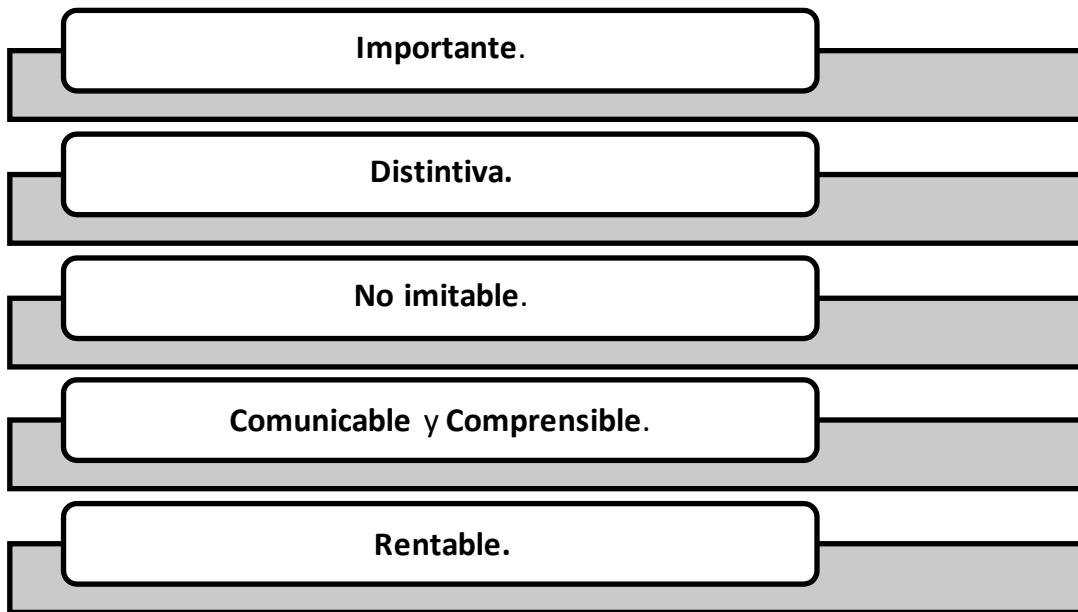 Importante.
Distintiva.
No imitable.
Comunicable y Comprensible.
Rentable.